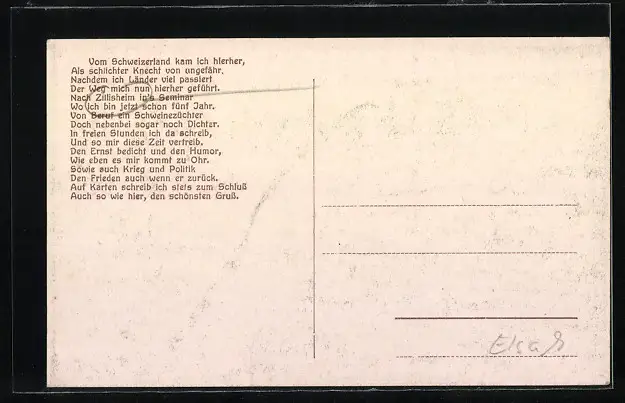 Vom Schweizerland kam ich hierher,
Als schlichter Knecht von ungefähr,
Nachdem ich Länder viel passiert
Der Weg mich nun hierher geführt.
Nach Zillisheim in's Seminar
Wo ich bin jetzt schon fünf Jahr.
Von Beruf ein Schweinezüchter
Doch nebenbei sogar noch Dichter.
In freien Stunden ich da schreib,
Und so mir diese Zeit vertreib.
Den Ernst bedicht und den Humor,
Wie eben es mir kommt zu Ohr.
Sowie auch Krieg und Politik
Den Frieden auch wenn er zurück.
Auf Karten schreib ich stets zum Schluß
Auch so wie hier, den schönsten Gruß.